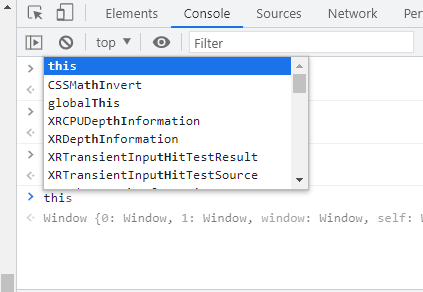 Elements Console Sources Network Perfo
top Filter
this
CSSMathInvert
globalThis
XRCPUDepthInformation
XRDepthInformation
XRTransientInputHitTestResult
XRTransientInputHitTestSource
this
Window {0: Window, 1: Window, window: Window, self: W